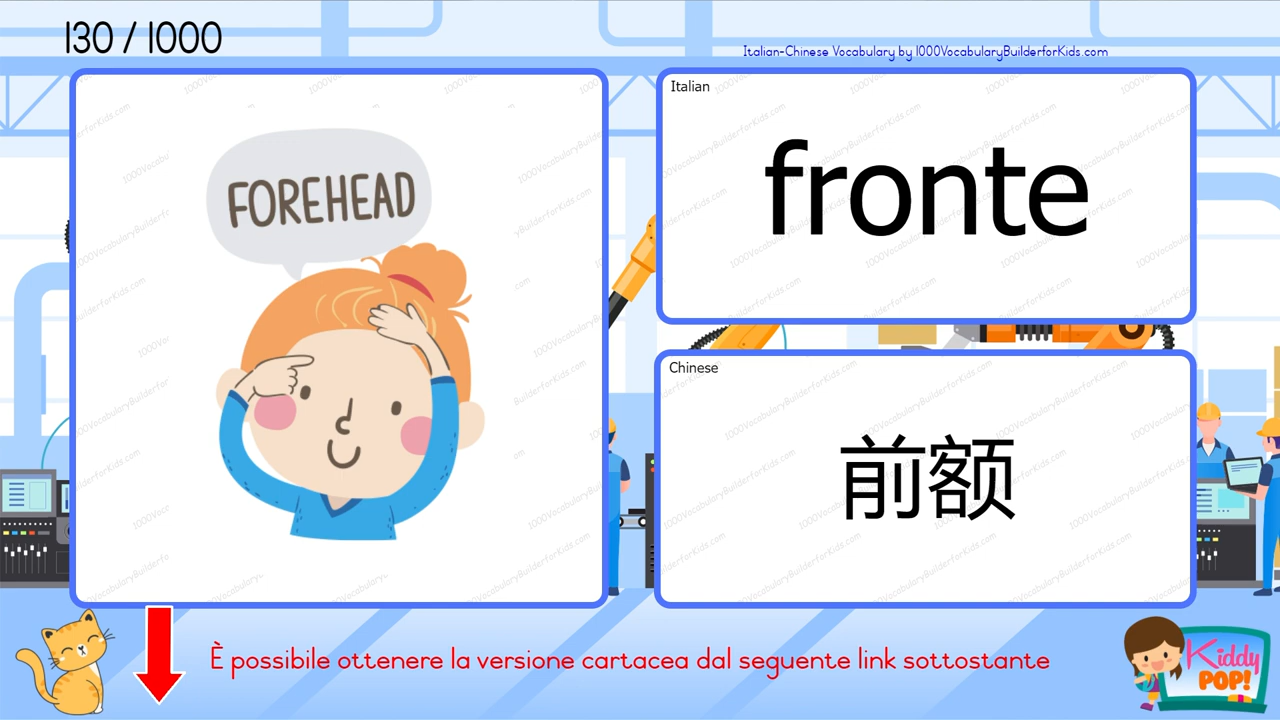 130 / 1000
Italian-Chinese Vocabulary by 1000VocabularyBuilderforKids.com
FOREHEAD
Italian
fronte
Chinese
前额
È possibile ottenere la versione cartacea dal seguente link sottostante
Kiddy
POP!